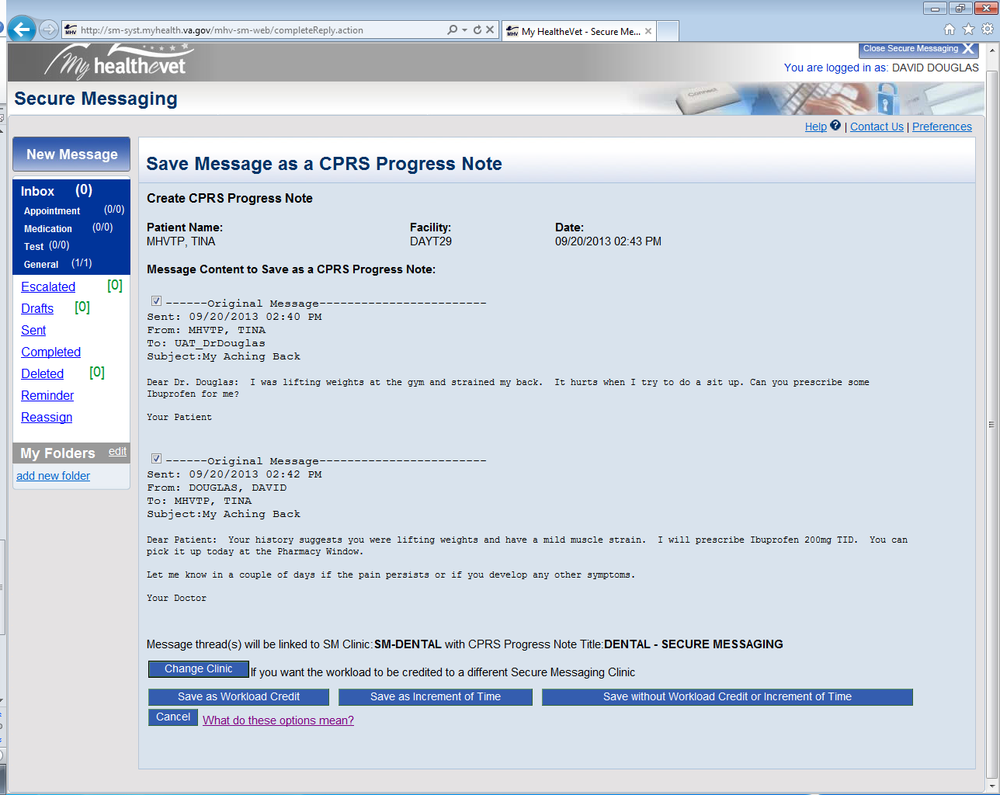 http://sm-syst.myhealth.va.gov/mhv-sm-web/completeReply.action
MHV My HealtheVet - Secure Me...
Close Secure Messaging X
My healthevet
You are logged in as: DAVID DOUGLAS
Secure Messaging
Connect
Help ? | Contact Us | Preferences
New Message
Inbox (0)
Appointment (0/0)
Medication (0/0)
Test (0/0)
General (1/1)
Escalated [0]
Drafts [0]
Sent
Completed
Deleted [0]
Reminder
Reassign
My Folders edit
add new folder
Save Message as a CPRS Progress Note
Create CPRS Progress Note
Patient Name: Facility: Date:
MHVTP, TINA DAYT29 09/20/2013 02:43 PM
Message Content to Save as a CPRS Progress Note:
------Original Message------------------------
Sent: 09/20/2013 02:40 PM
From: MHVTP, TINA
To: UAT_DrDouglas
Subject:My Aching Back
Dear Dr. Douglas:  I was lifting weights at the gym and strained my back.  It hurts when I try to do a sit up. Can you prescribe some
Ibuprofen for me?
Your Patient
------Original Message------------------------
Sent: 09/20/2013 02:42 PM
From: DOUGLAS, DAVID
To: MHVTP, TINA
Subject:My Aching Back
Dear Patient:  Your history suggests you were lifting weights and have a mild muscle strain.  I will prescribe Ibuprofen 200mg TID.  You can
pick it up today at the Pharmacy Window.
Let me know in a couple of days if the pain persists or if you develop any other symptoms.
Your Doctor
Message thread(s) will be linked to SM Clinic:SM-DENTAL with CPRS Progress Note Title:DENTAL - SECURE MESSAGING
Change Clinic If you want the workload to be credited to a different Secure Messaging Clinic
Save as Workload Credit Save as Increment of Time Save without Workload Credit or Increment of Time
Cancel What do these options mean?